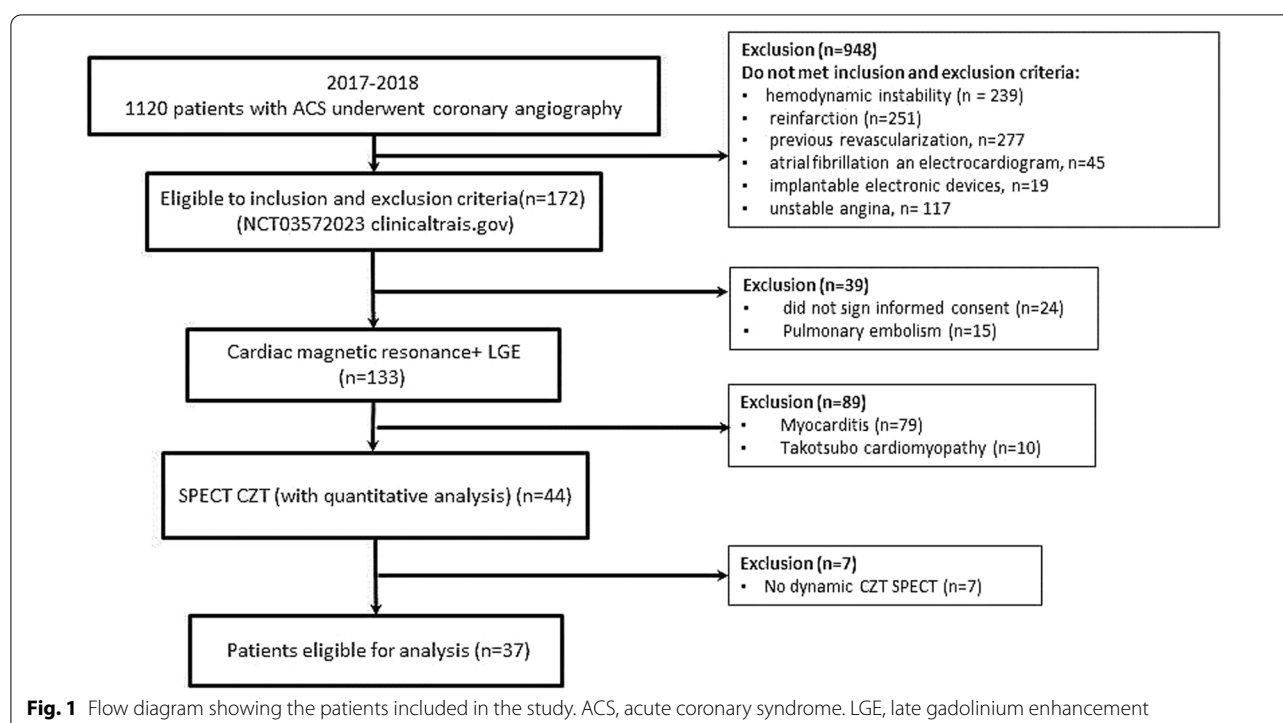 2017-2018
1120 patients with ACS underwent coronary angiography
Exclusion (n=948)
Do not met inclusion and exclusion criteria:
▪ hemodynamic instability (n = 239)
▪ reinfarction (n=251)
▪ previous revascularization, n=277
▪ atrial fibrillation an electrocardiogram, n=45
▪ implantable electronic devices, n=19
▪ unstable angina, n= 117
Eligible to inclusion and exclusion criteria(n=172)
(NCT03572023 clinicaltrais.gov)
Exclusion (n=39)
▪ did not sign informed consent (n=24)
▪ Pulmonary embolism (n=15)
Cardiac magnetic resonance+ LGE
(n=133)
Exclusion (n=89)
▪ Myocarditis (n=79)
▪ Takotsubo cardiomyopathy (n=10)
SPECT CZT (with quantitative analysis) (n=44)
Exclusion (n=7)
▪ No dynamic CZT SPECT (n=7)
Patients eligible for analysis (n=37)
Fig. 1 Flow diagram showing the patients included in the study. ACS, acute coronary syndrome. LGE, late gadolinium enhancement